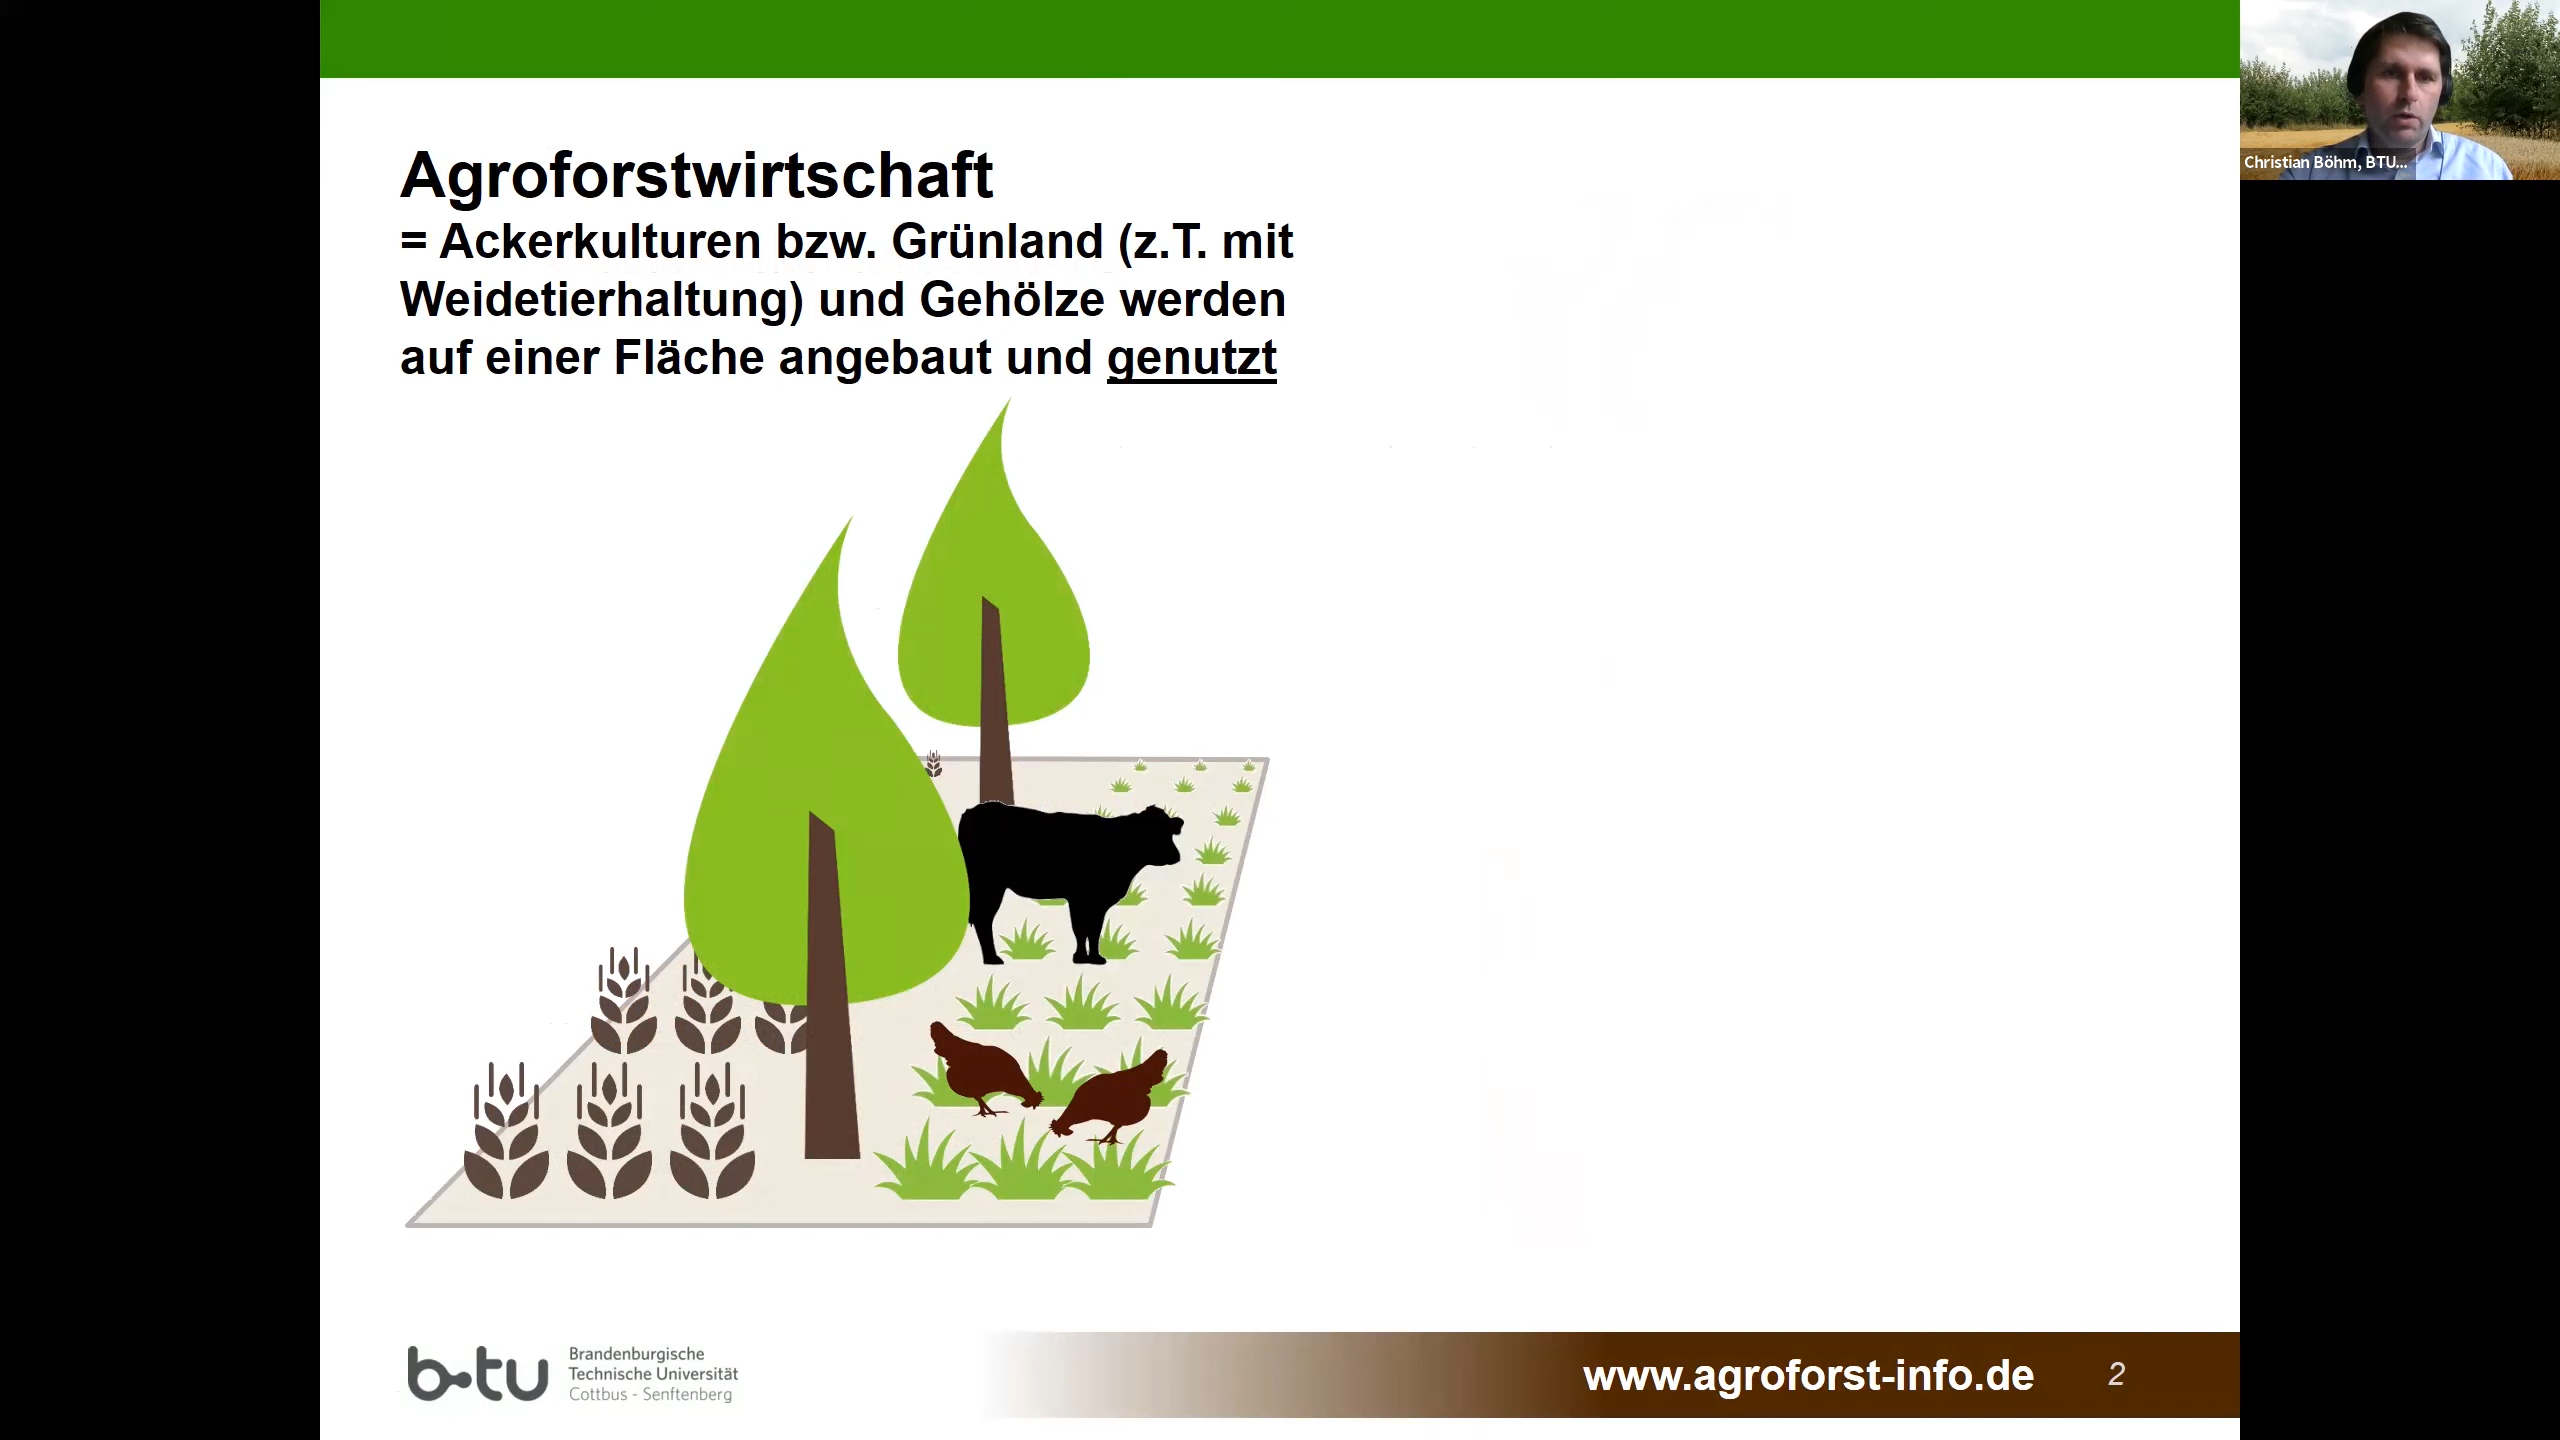 Christian Böhm, BTU...
Agroforstwirtschaft
= Ackerkulturen bzw. Grünland (z.T. mit
Weidetierhaltung) und Gehölze werden
auf einer Fläche angebaut und genutzt
b-tu
Brandenburgische
Technische Universität
Cottbus - Senftenberg
www.agroforst-info.de
2